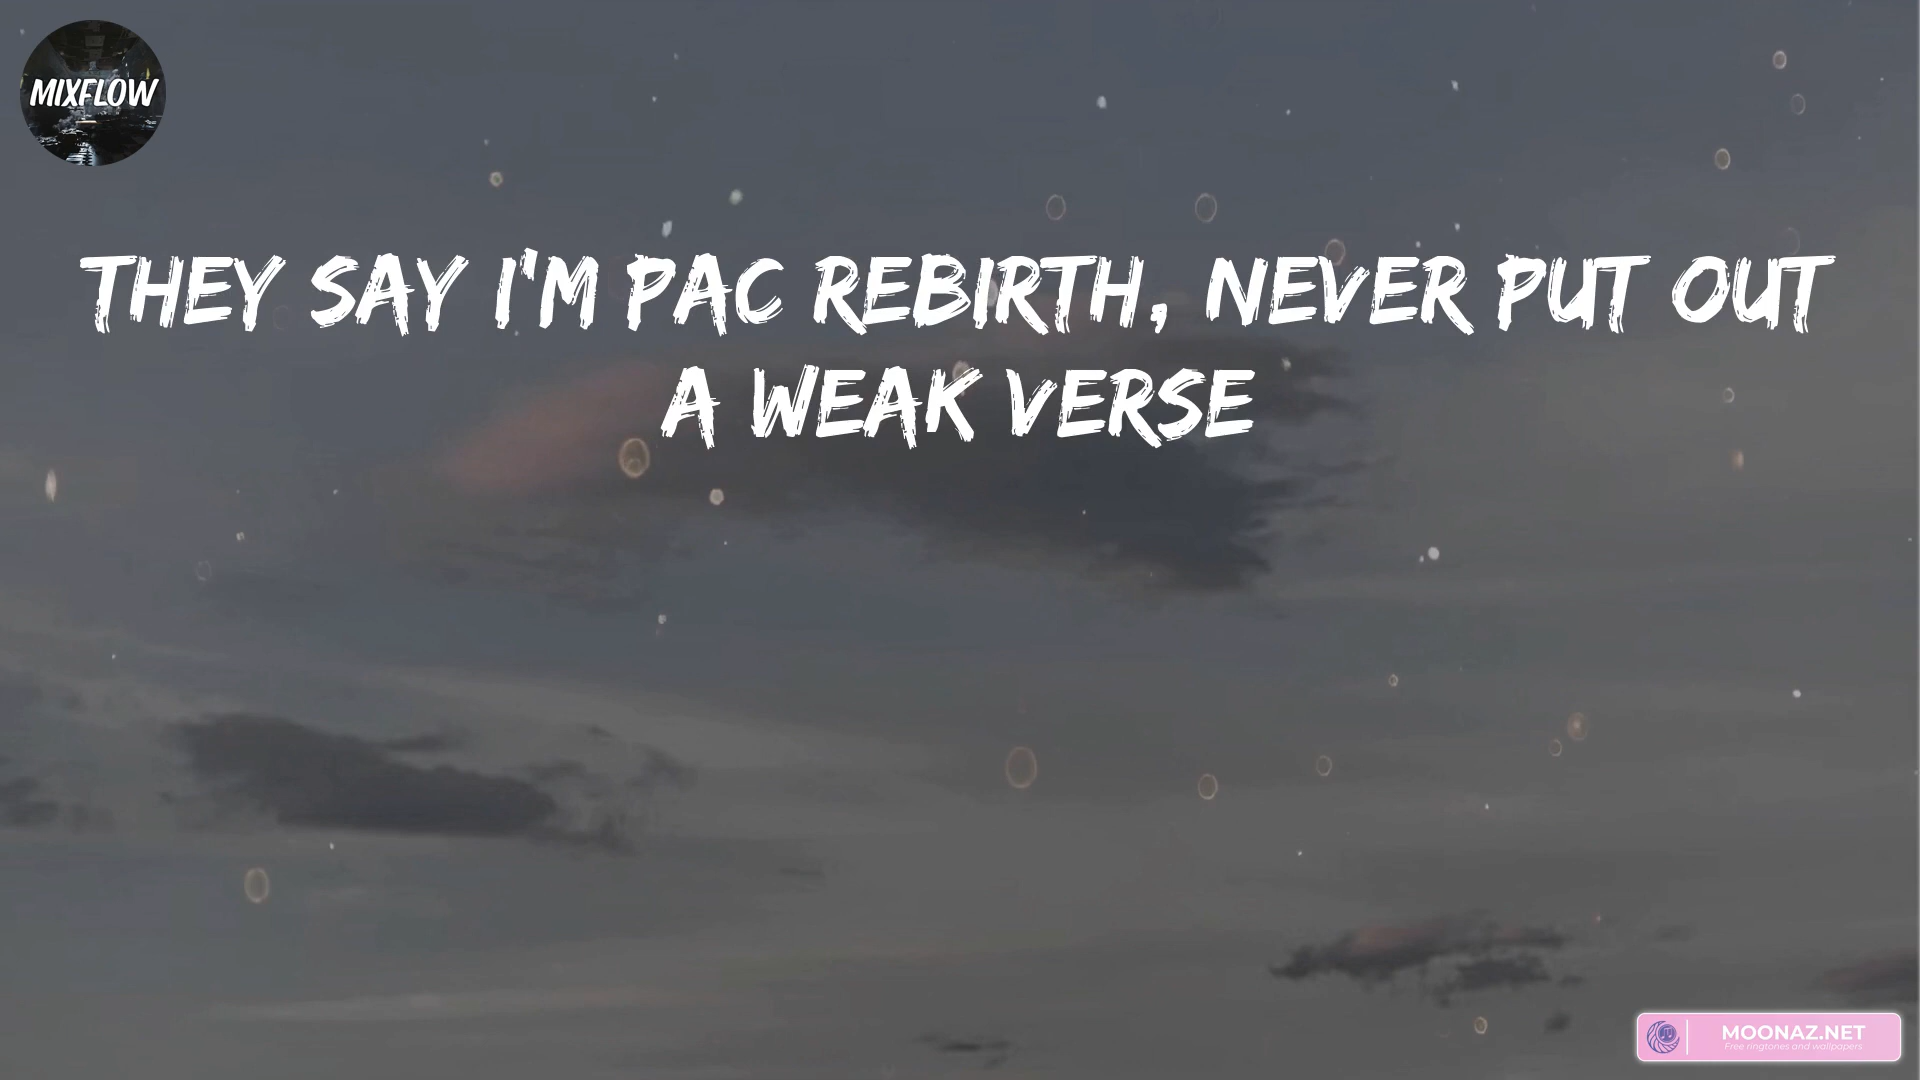 MIXFLOW
THEY SAY I'M PAC REBIRTH, NEVER PUT OUT
A WEAK VERSE
MOONAZ.NET
Free ringtones and wallpapers